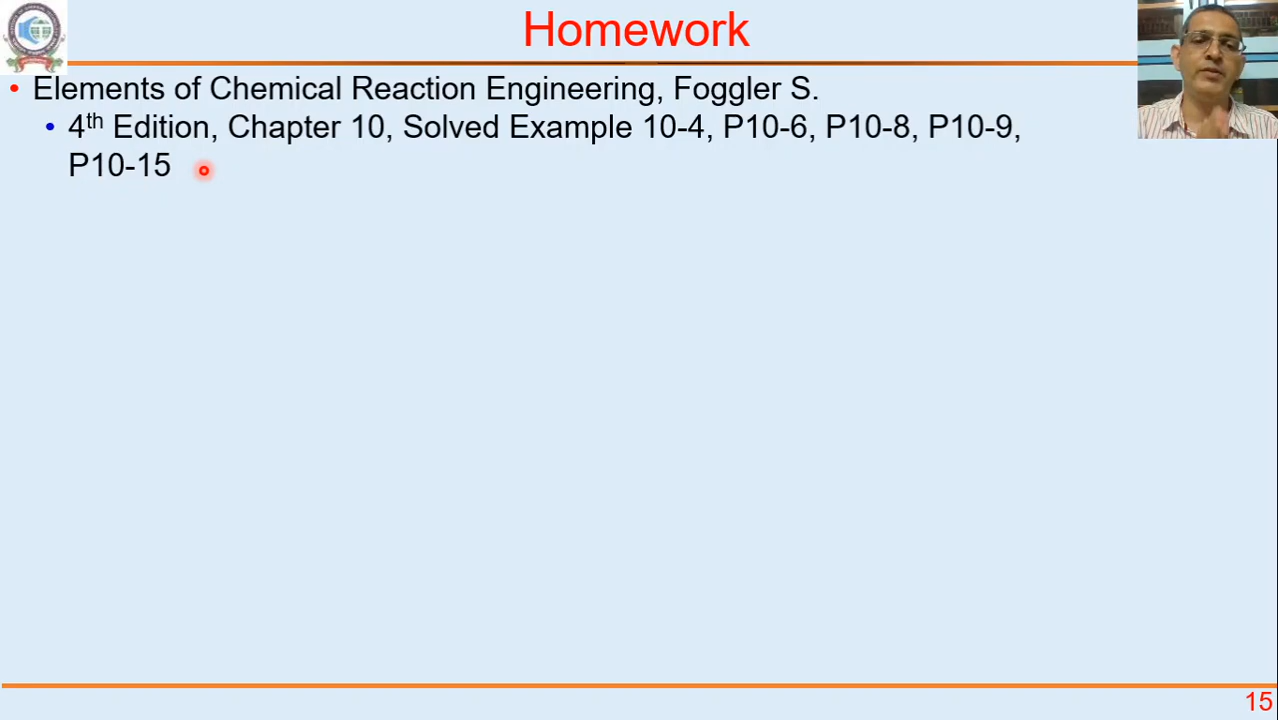 Homework
• Elements of Chemical Reaction Engineering, Foggler S.
• 4th Edition, Chapter 10, Solved Example 10-4, P10-6, P10-8, P10-9,
P10-15
15